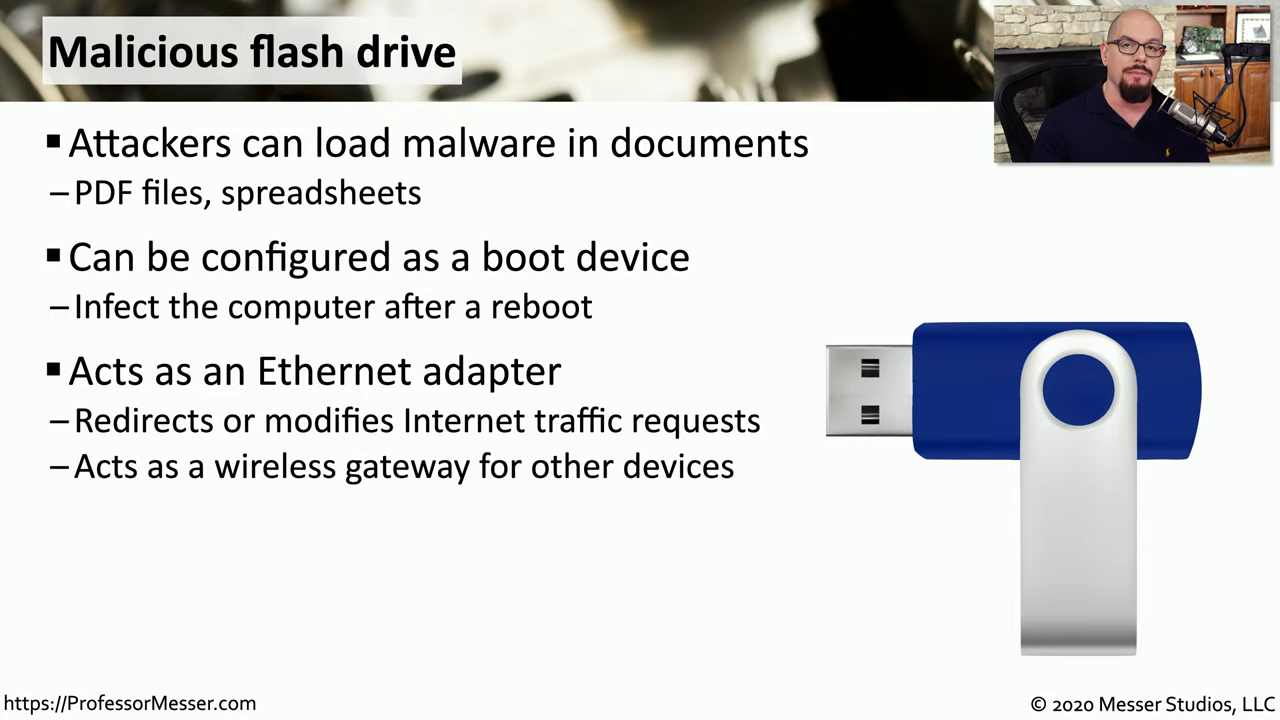 Malicious flash drive
▪ Attackers can load malware in documents
– PDF files, spreadsheets
▪ Can be configured as a boot device
– Infect the computer after a reboot
▪ Acts as an Ethernet adapter
– Redirects or modifies Internet traffic requests
– Acts as a wireless gateway for other devices
https://ProfessorMesser.com
© 2020 Messer Studios, LLC